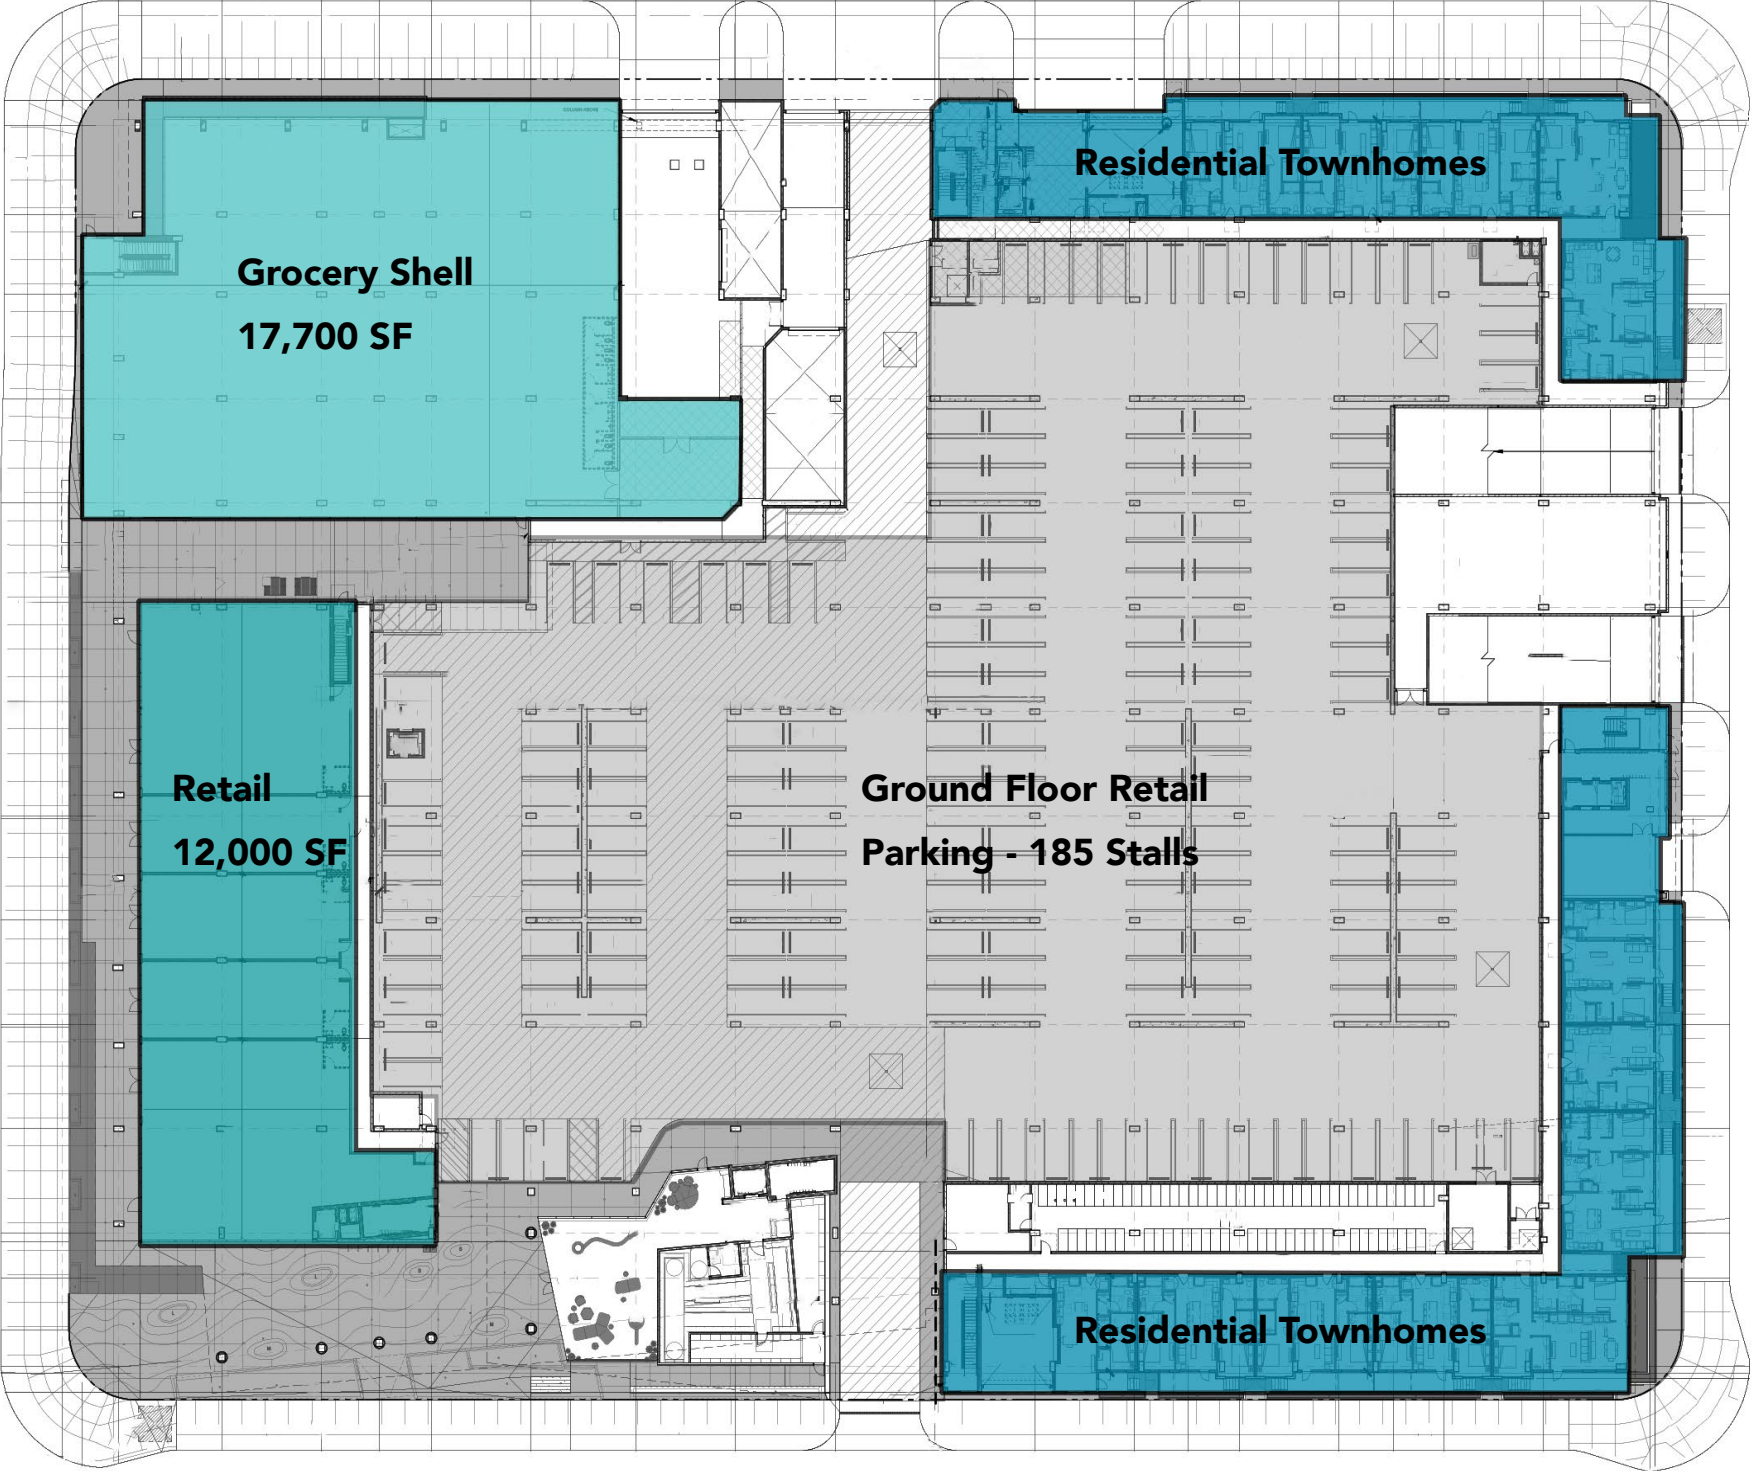 Residential Townhomes
Grocery Shell
17,700 SF
Retail
12,000 SF
Ground Floor Retail
Parking - 185 Stalls
Residential Townhomes